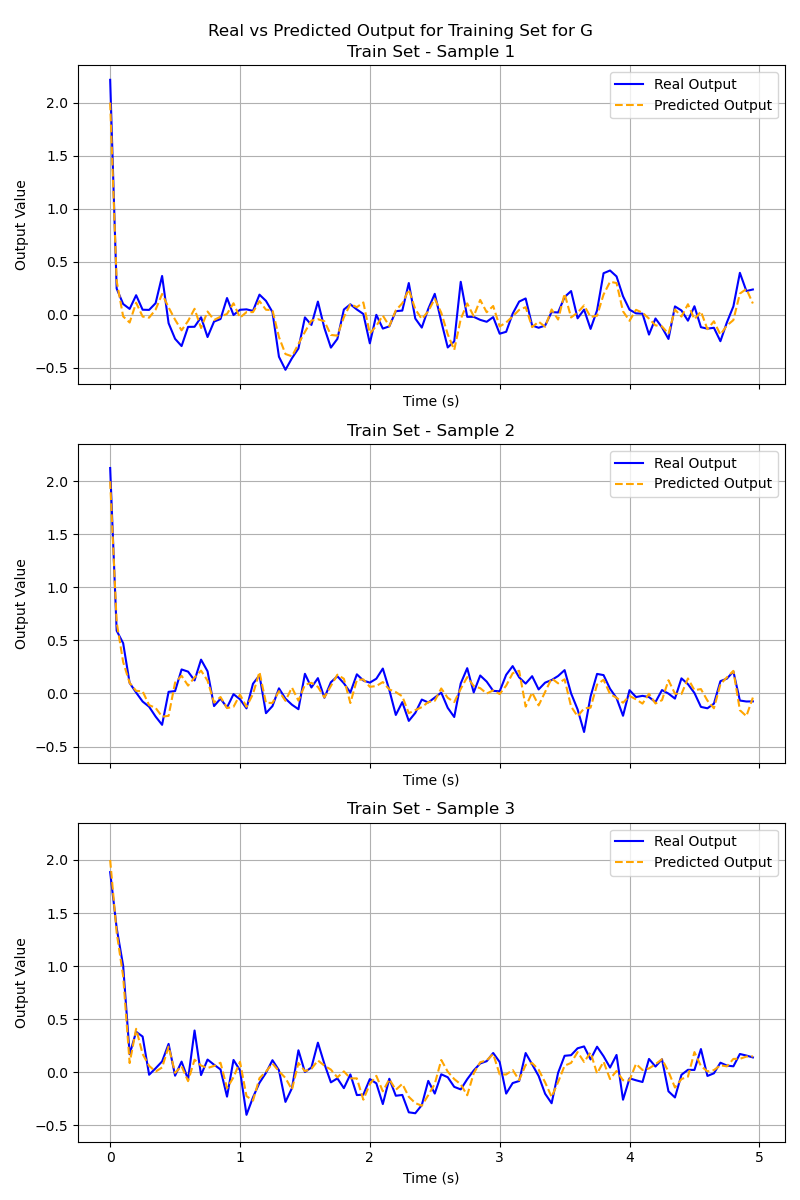 Real vs Predicted Output for Training Set for G
Train Set - Sample 1
Real Output
Predicted Output
2.0
1.5
1.0
0.5
0.0
−0.5
Output Value
Time (s)
Train Set - Sample 2
Real Output
Predicted Output
2.0
1.5
1.0
0.5
0.0
−0.5
Output Value
Time (s)
Train Set - Sample 3
Real Output
Predicted Output
2.0
1.5
1.0
0.5
0.0
−0.5
Output Value
0 1 2 3 4 5
Time (s)